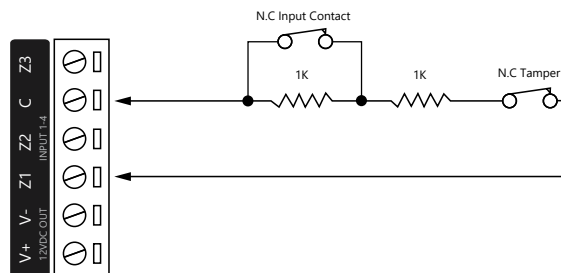 N.C Input Contact
1K
1K
N.C Tamper
Z3
C
Z2
Z1
V-
V+
INPUT 1-4
12VDC OUT